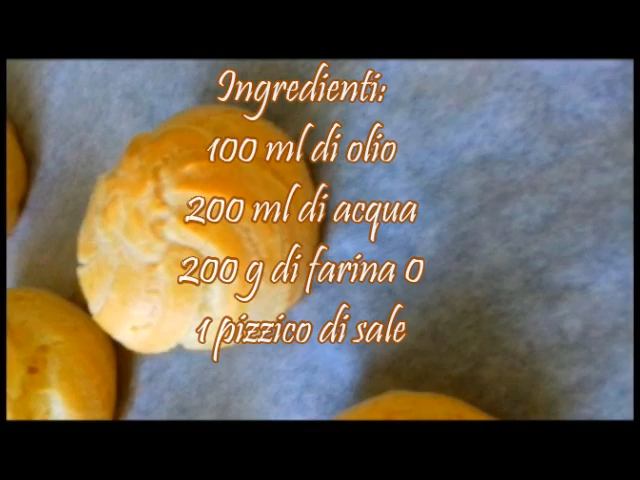 Ingredienti:
100 ml di olio
200 ml di acqua
200 g di farina 0
1 pizzico di sale